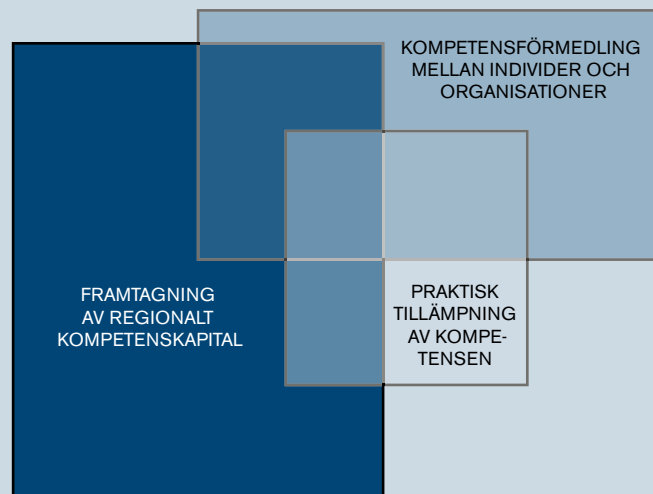 KOMPETENSFÖRMEDLING
MELLAN INDIVIDER OCH
ORGANISATIONER
FRAMTAGNING
AV REGIONALT
KOMPETENSKAPITAL
PRAKTISK
TILLÄMPNING
AV KOMPE-
TENSEN